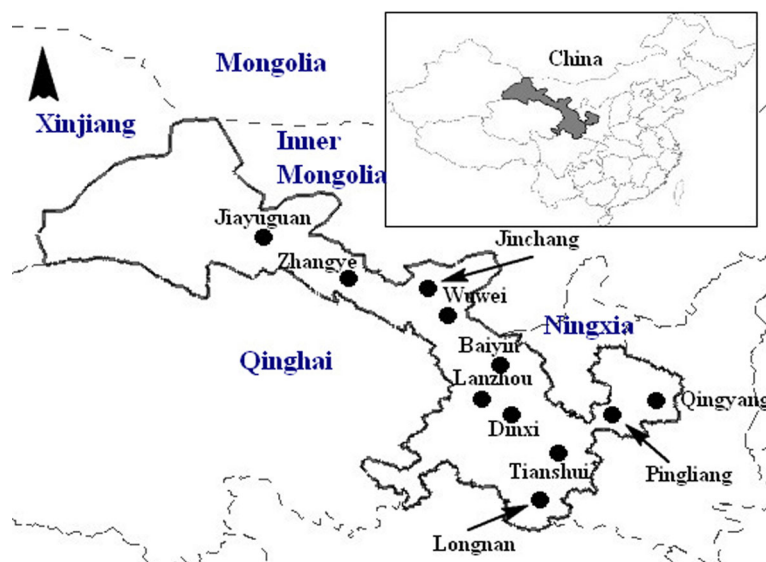 Mongolia
China
Xinjiang
Inner
Mongolia
Jiayuguan
Jinchang
Zhangye
Wuwei
Ningxia
Baiyin
Qinghai
Lanzhou
Qingyang
Dinxi
Tianshui
Pingliang
Longnan